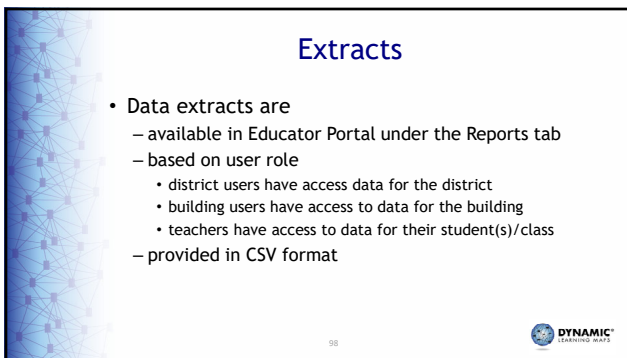 Extracts
• Data extracts are
– available in Educator Portal under the Reports tab
– based on user role
• district users have access data for the district
• building users have access to data for the building
• teachers have access to data for their student(s)/class
– provided in CSV format
98
DYNAMIC®
LEARNING MAPS